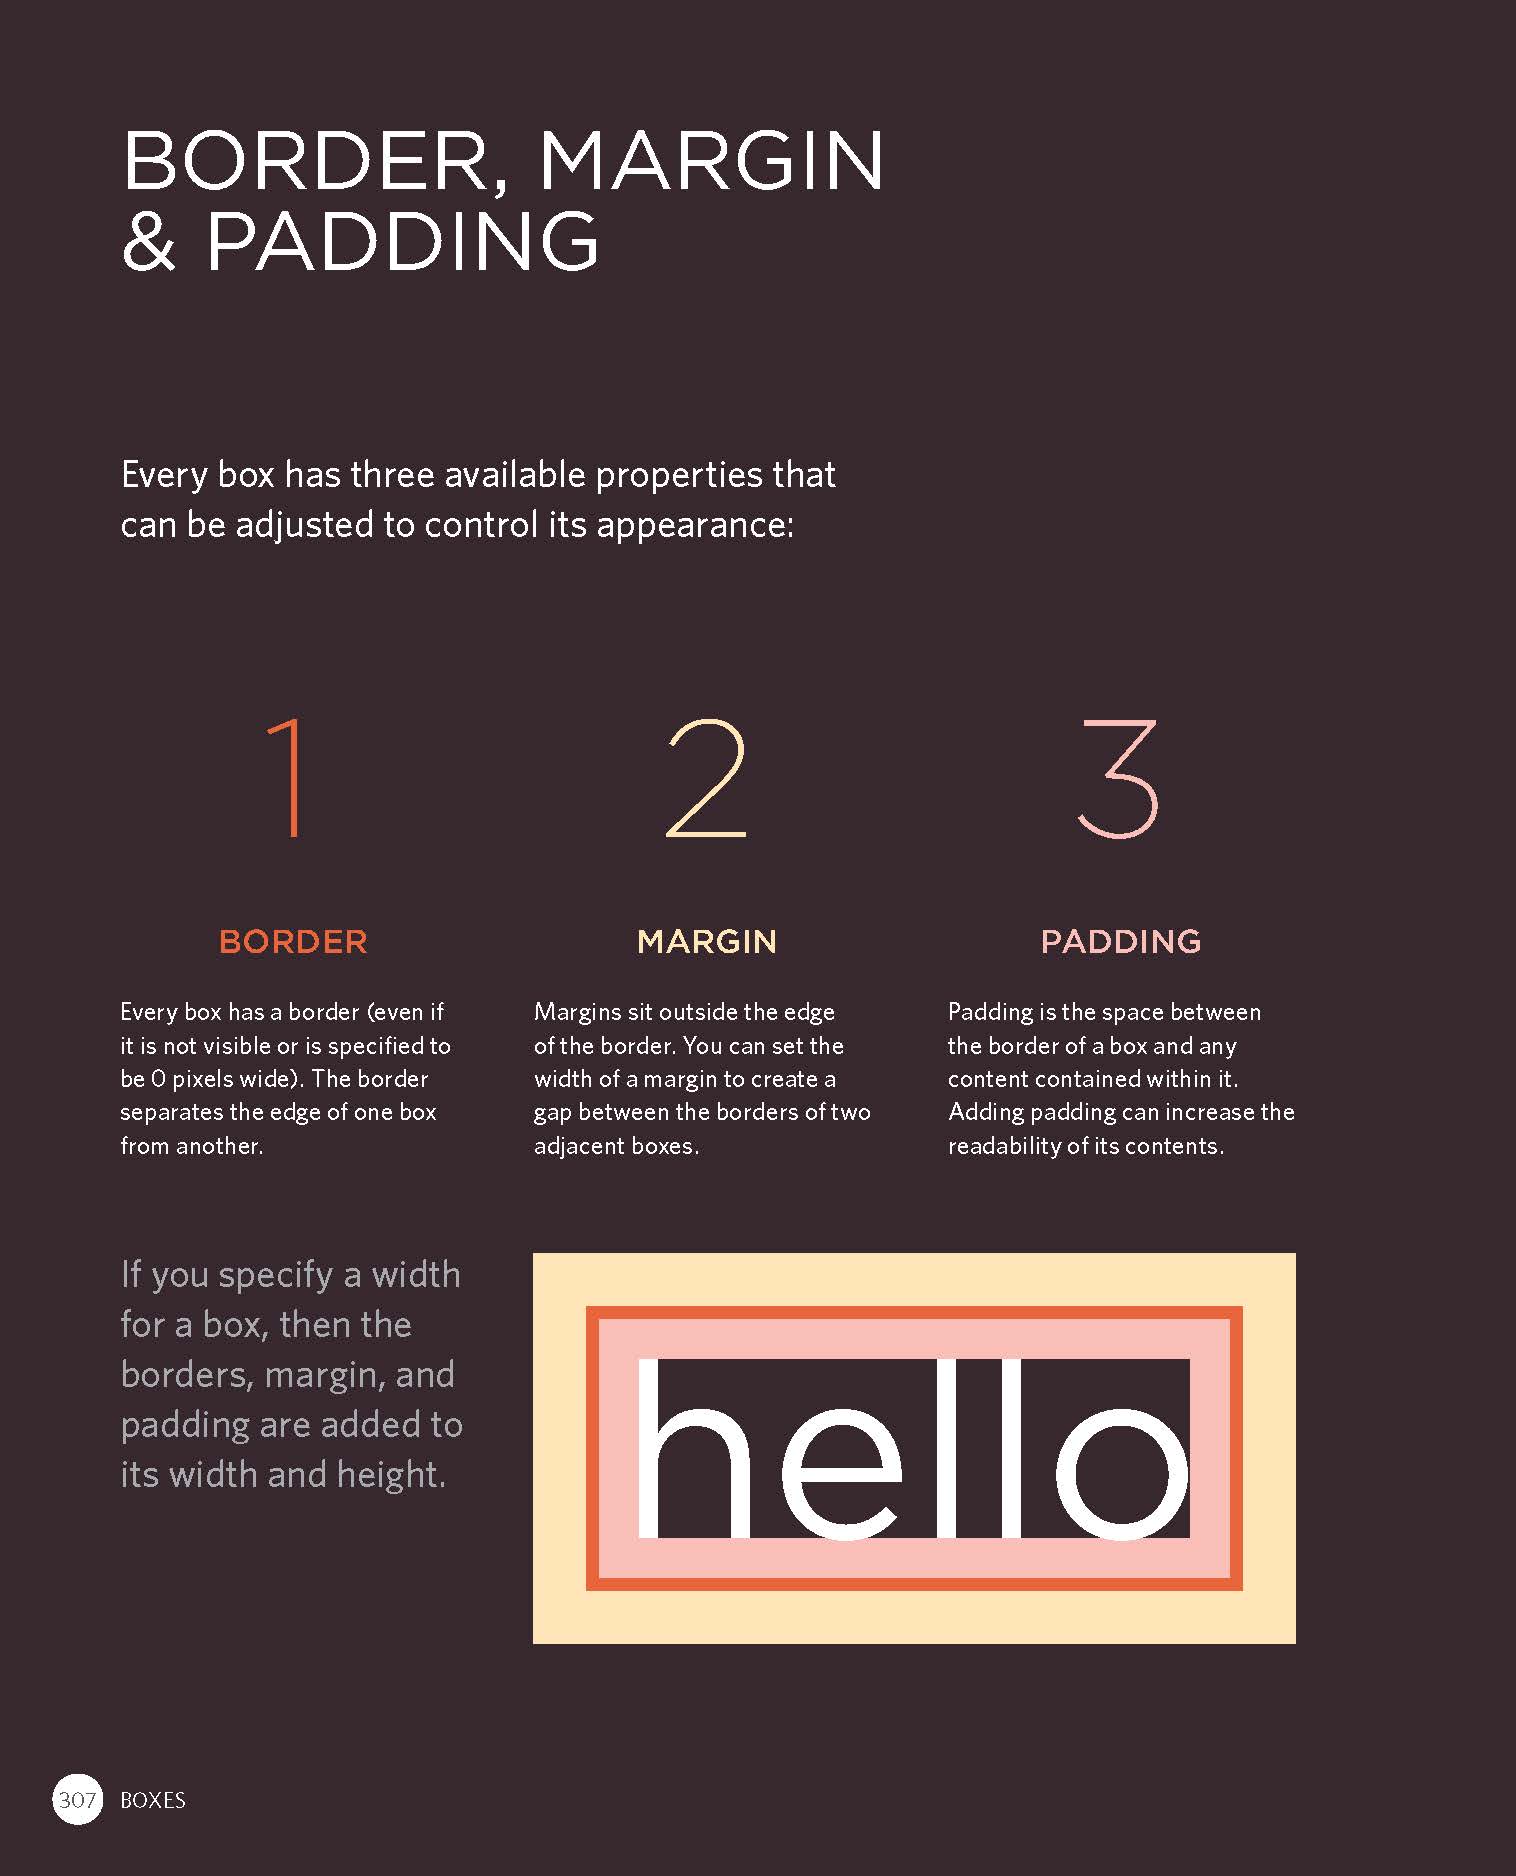 BORDER, MARGIN
& PADDING
Every box has three available properties that
can be adjusted to control its appearance:
1
BORDER
Every box has a border (even if
it is not visible or is specified to
be 0 pixels wide). The border
separates the edge of one box
from another.
2
MARGIN
Margins sit outside the edge
of the border. You can set the
width of a margin to create a
gap between the borders of two
adjacent boxes.
3
PADDING
Padding is the space between
the border of a box and any
content contained within it.
Adding padding can increase the
readability of its contents.
If you specify a width
for a box, then the
borders, margin, and
padding are added to
its width and height.
hello
307 BOXES